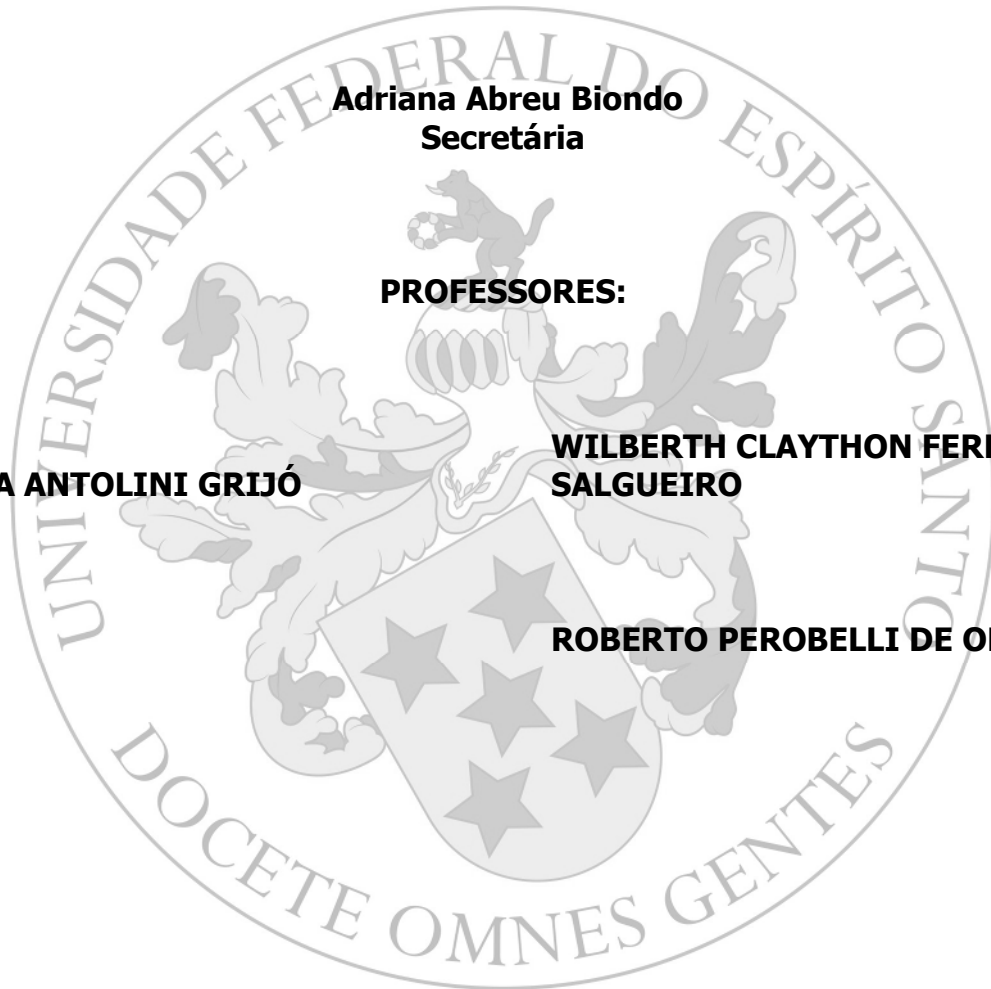 UNIVERSIDADE FEDERAL DO ESPÍRITO SANTO
Adriana Abreu Biondo
Secretária
PROFESSORES:
A ANTOLINI GRIJÓ
WILBERTH CLAYTHON
SALGUEIRO
ROBERTO PEROBELLI DE
DOCETE OMNES GENTES